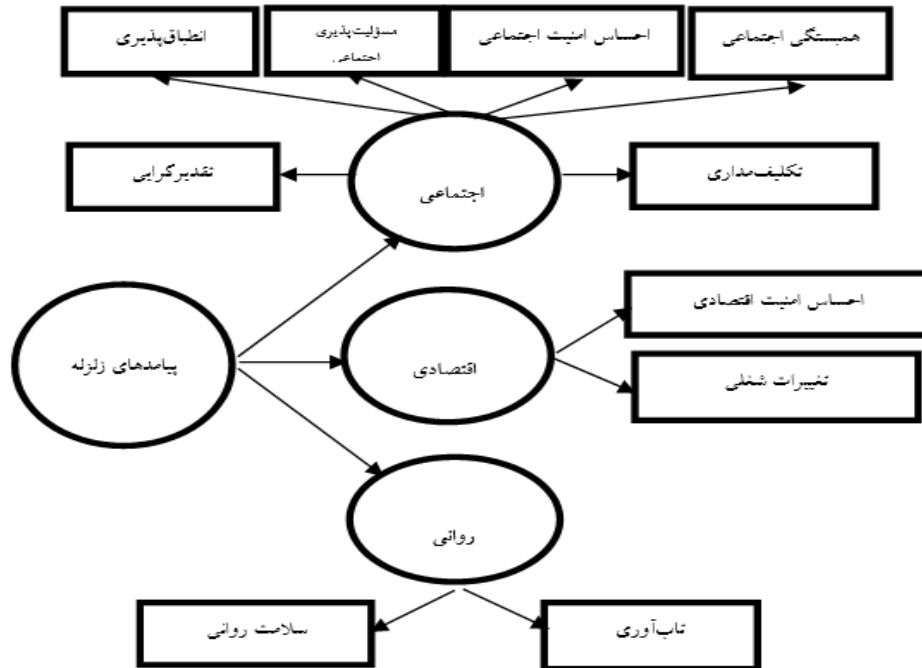 همبستگی اجتماعی
احساس امنیت اجتماعی
مسؤلیت‌پذیری
اجتماعی
انطباق‌پذیری
تکلیف‌مداری
اجتماعی
تقدیرگرایی
احساس امنیت اقتصادی
تغییرات شغلی
اقتصادی
پیامدهای زلزله
روانی
تاب‌آوری
سلامت روانی